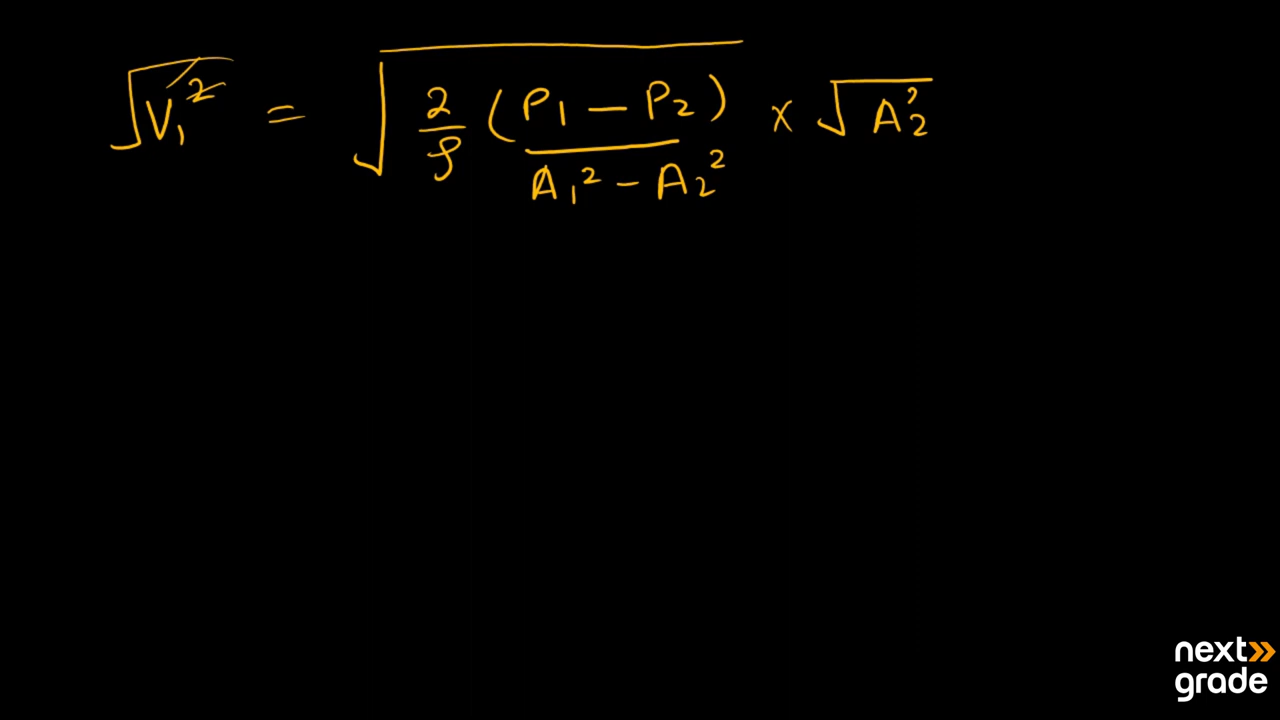 √V₁² = √(2/ρ (P₁ − P₂)/(A₁² − A₂²)) × √A₂²
next
grade